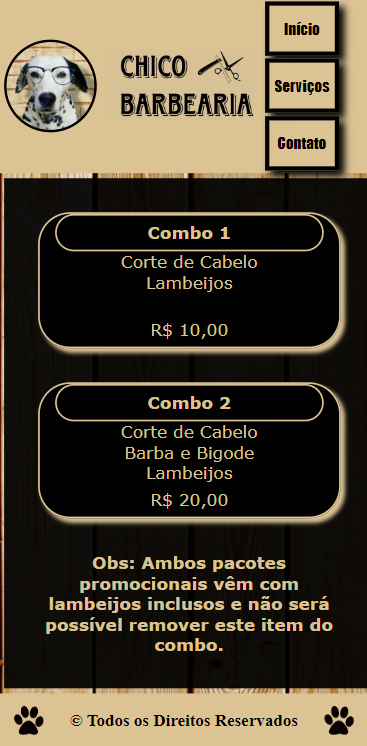 CHICO
BARBEARIA
Início
Serviços
Contato
Combo 1
Corte de Cabelo
Lambeijos
R$ 10,00
Combo 2
Corte de Cabelo
Barba e Bigode
Lambeijos
R$ 20,00
Obs: Ambos pacotes
promocionais vêm com
lambeijos inclusos e não será
possível remover este item do
combo.
© Todos os Direitos Reservados